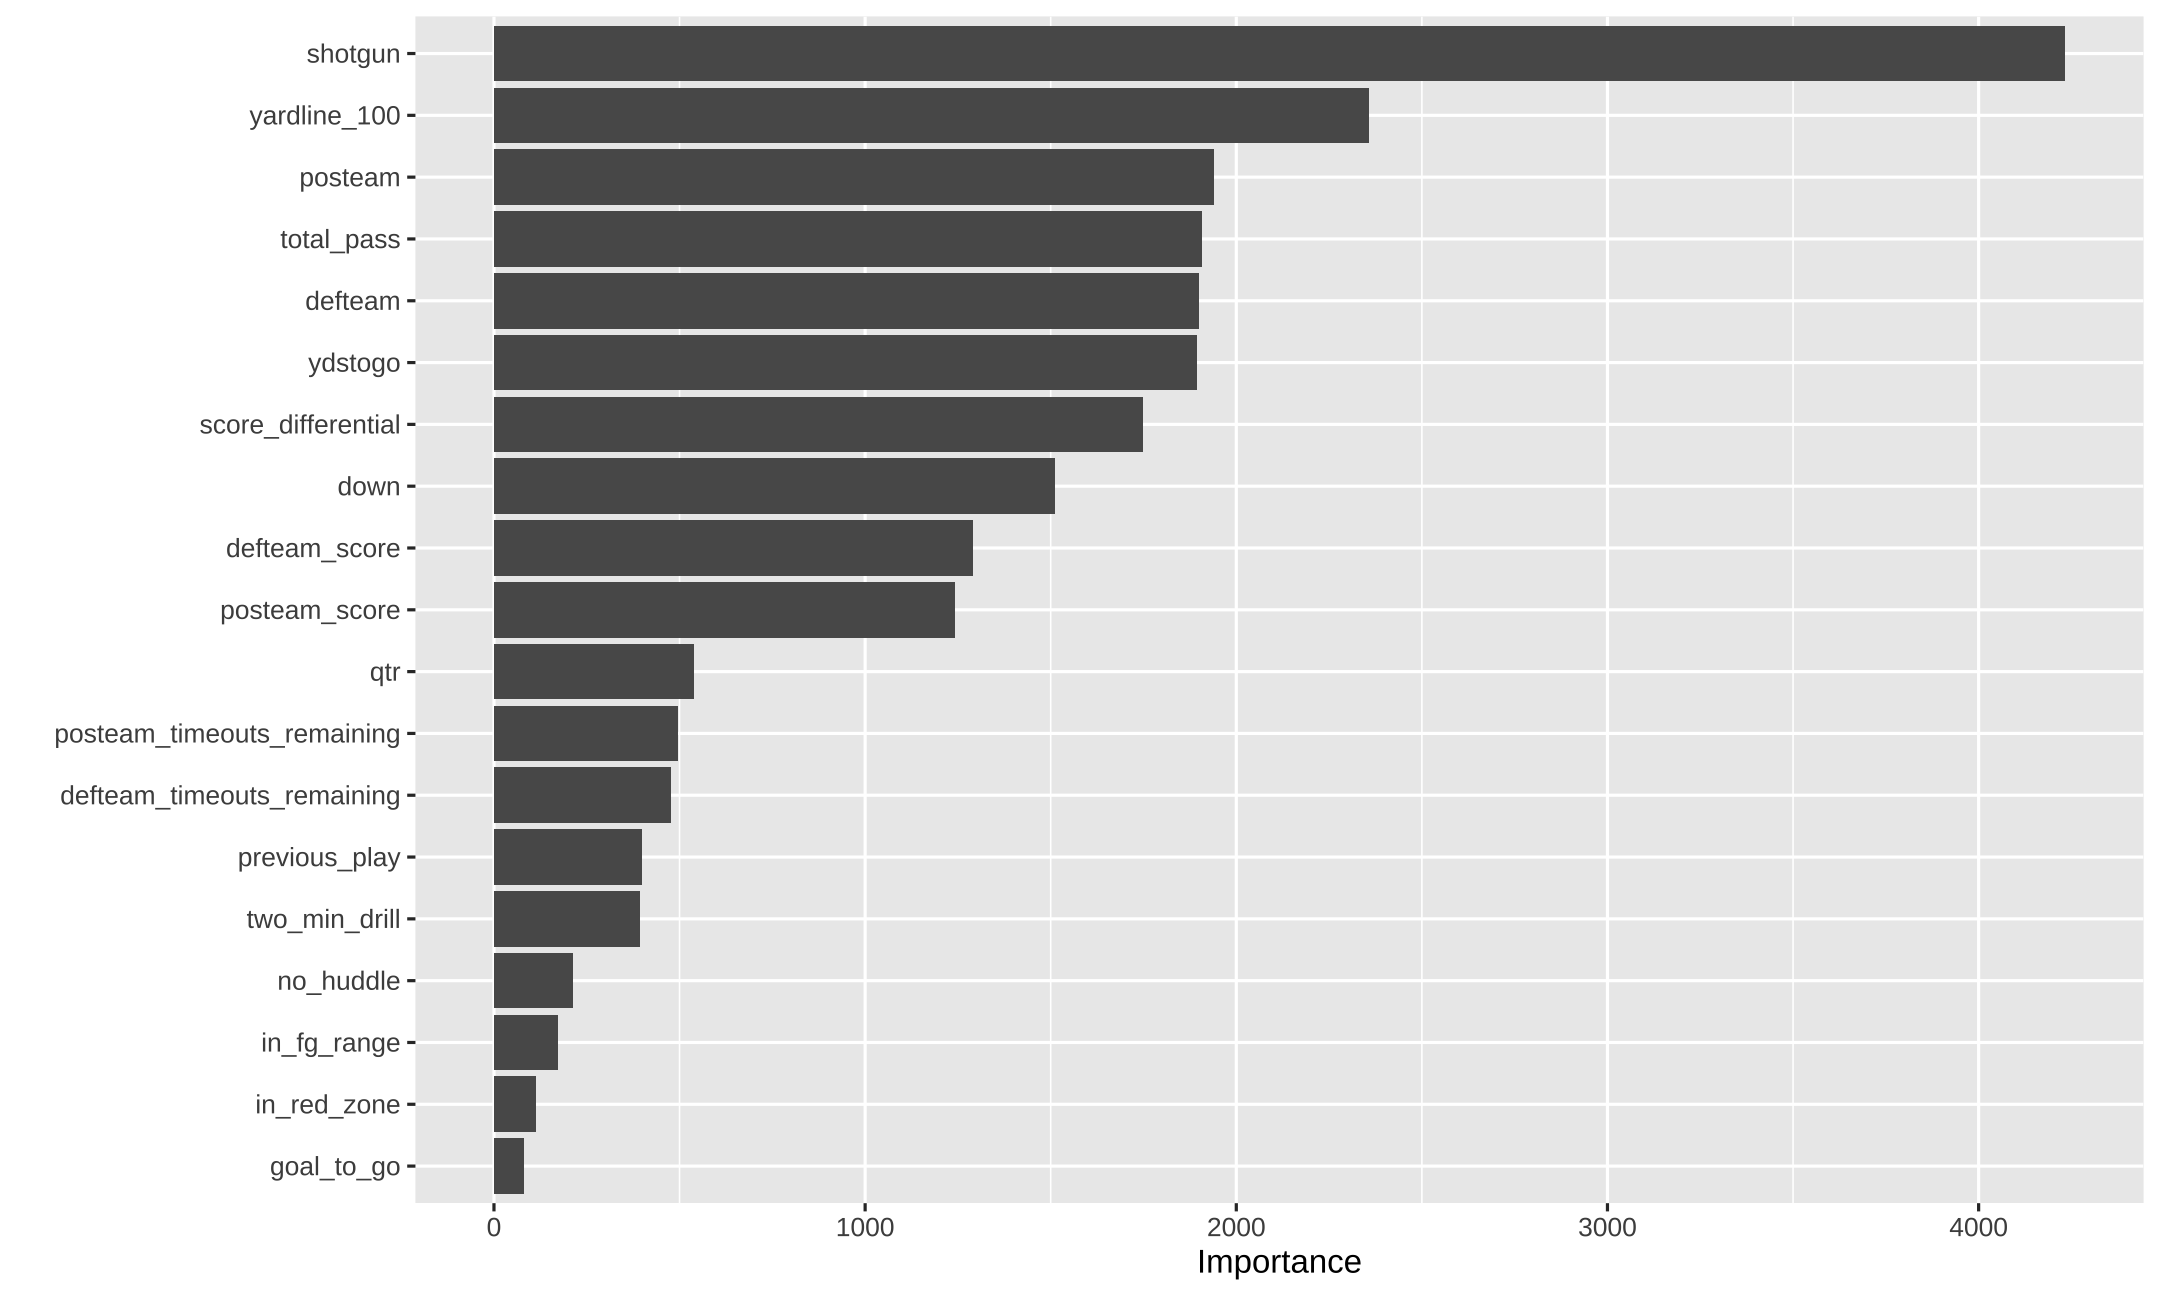 shotgun
yardline_100
posteam
total_pass
defteam
ydstogo
score_differential
down
defteam_score
posteam_score
qtr
posteam_timeouts_remaining
defteam_timeouts_remaining
previous_play
two_min_drill
no_huddle
in_fg_range
in_red_zone
goal_to_go
0 1000 2000 3000 4000
Importance